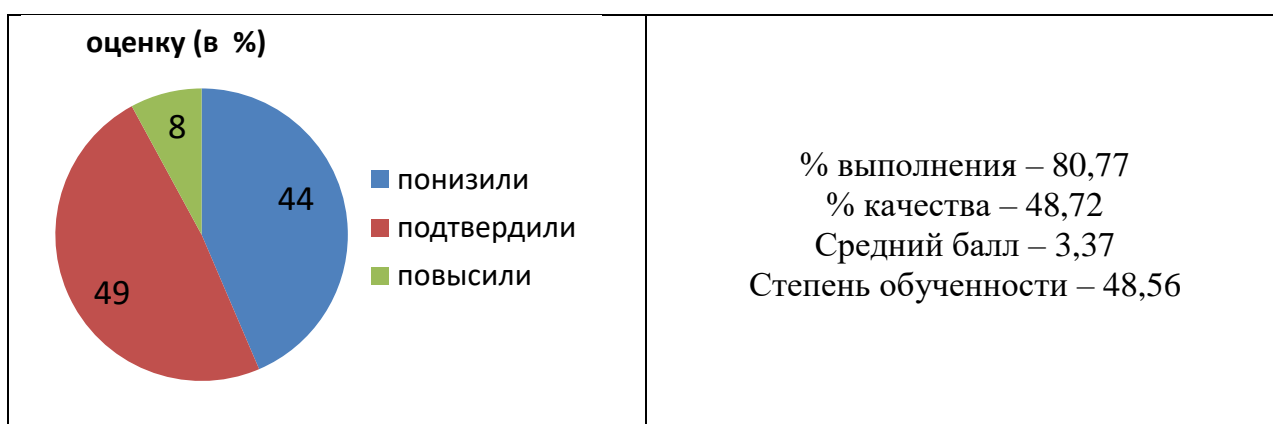 оценку (в %)
8
44
49
понизили
подтвердили
повысили
% выполнения – 80,77
% качества – 48,72
Средний балл – 3,37
Степень обученности – 48,56